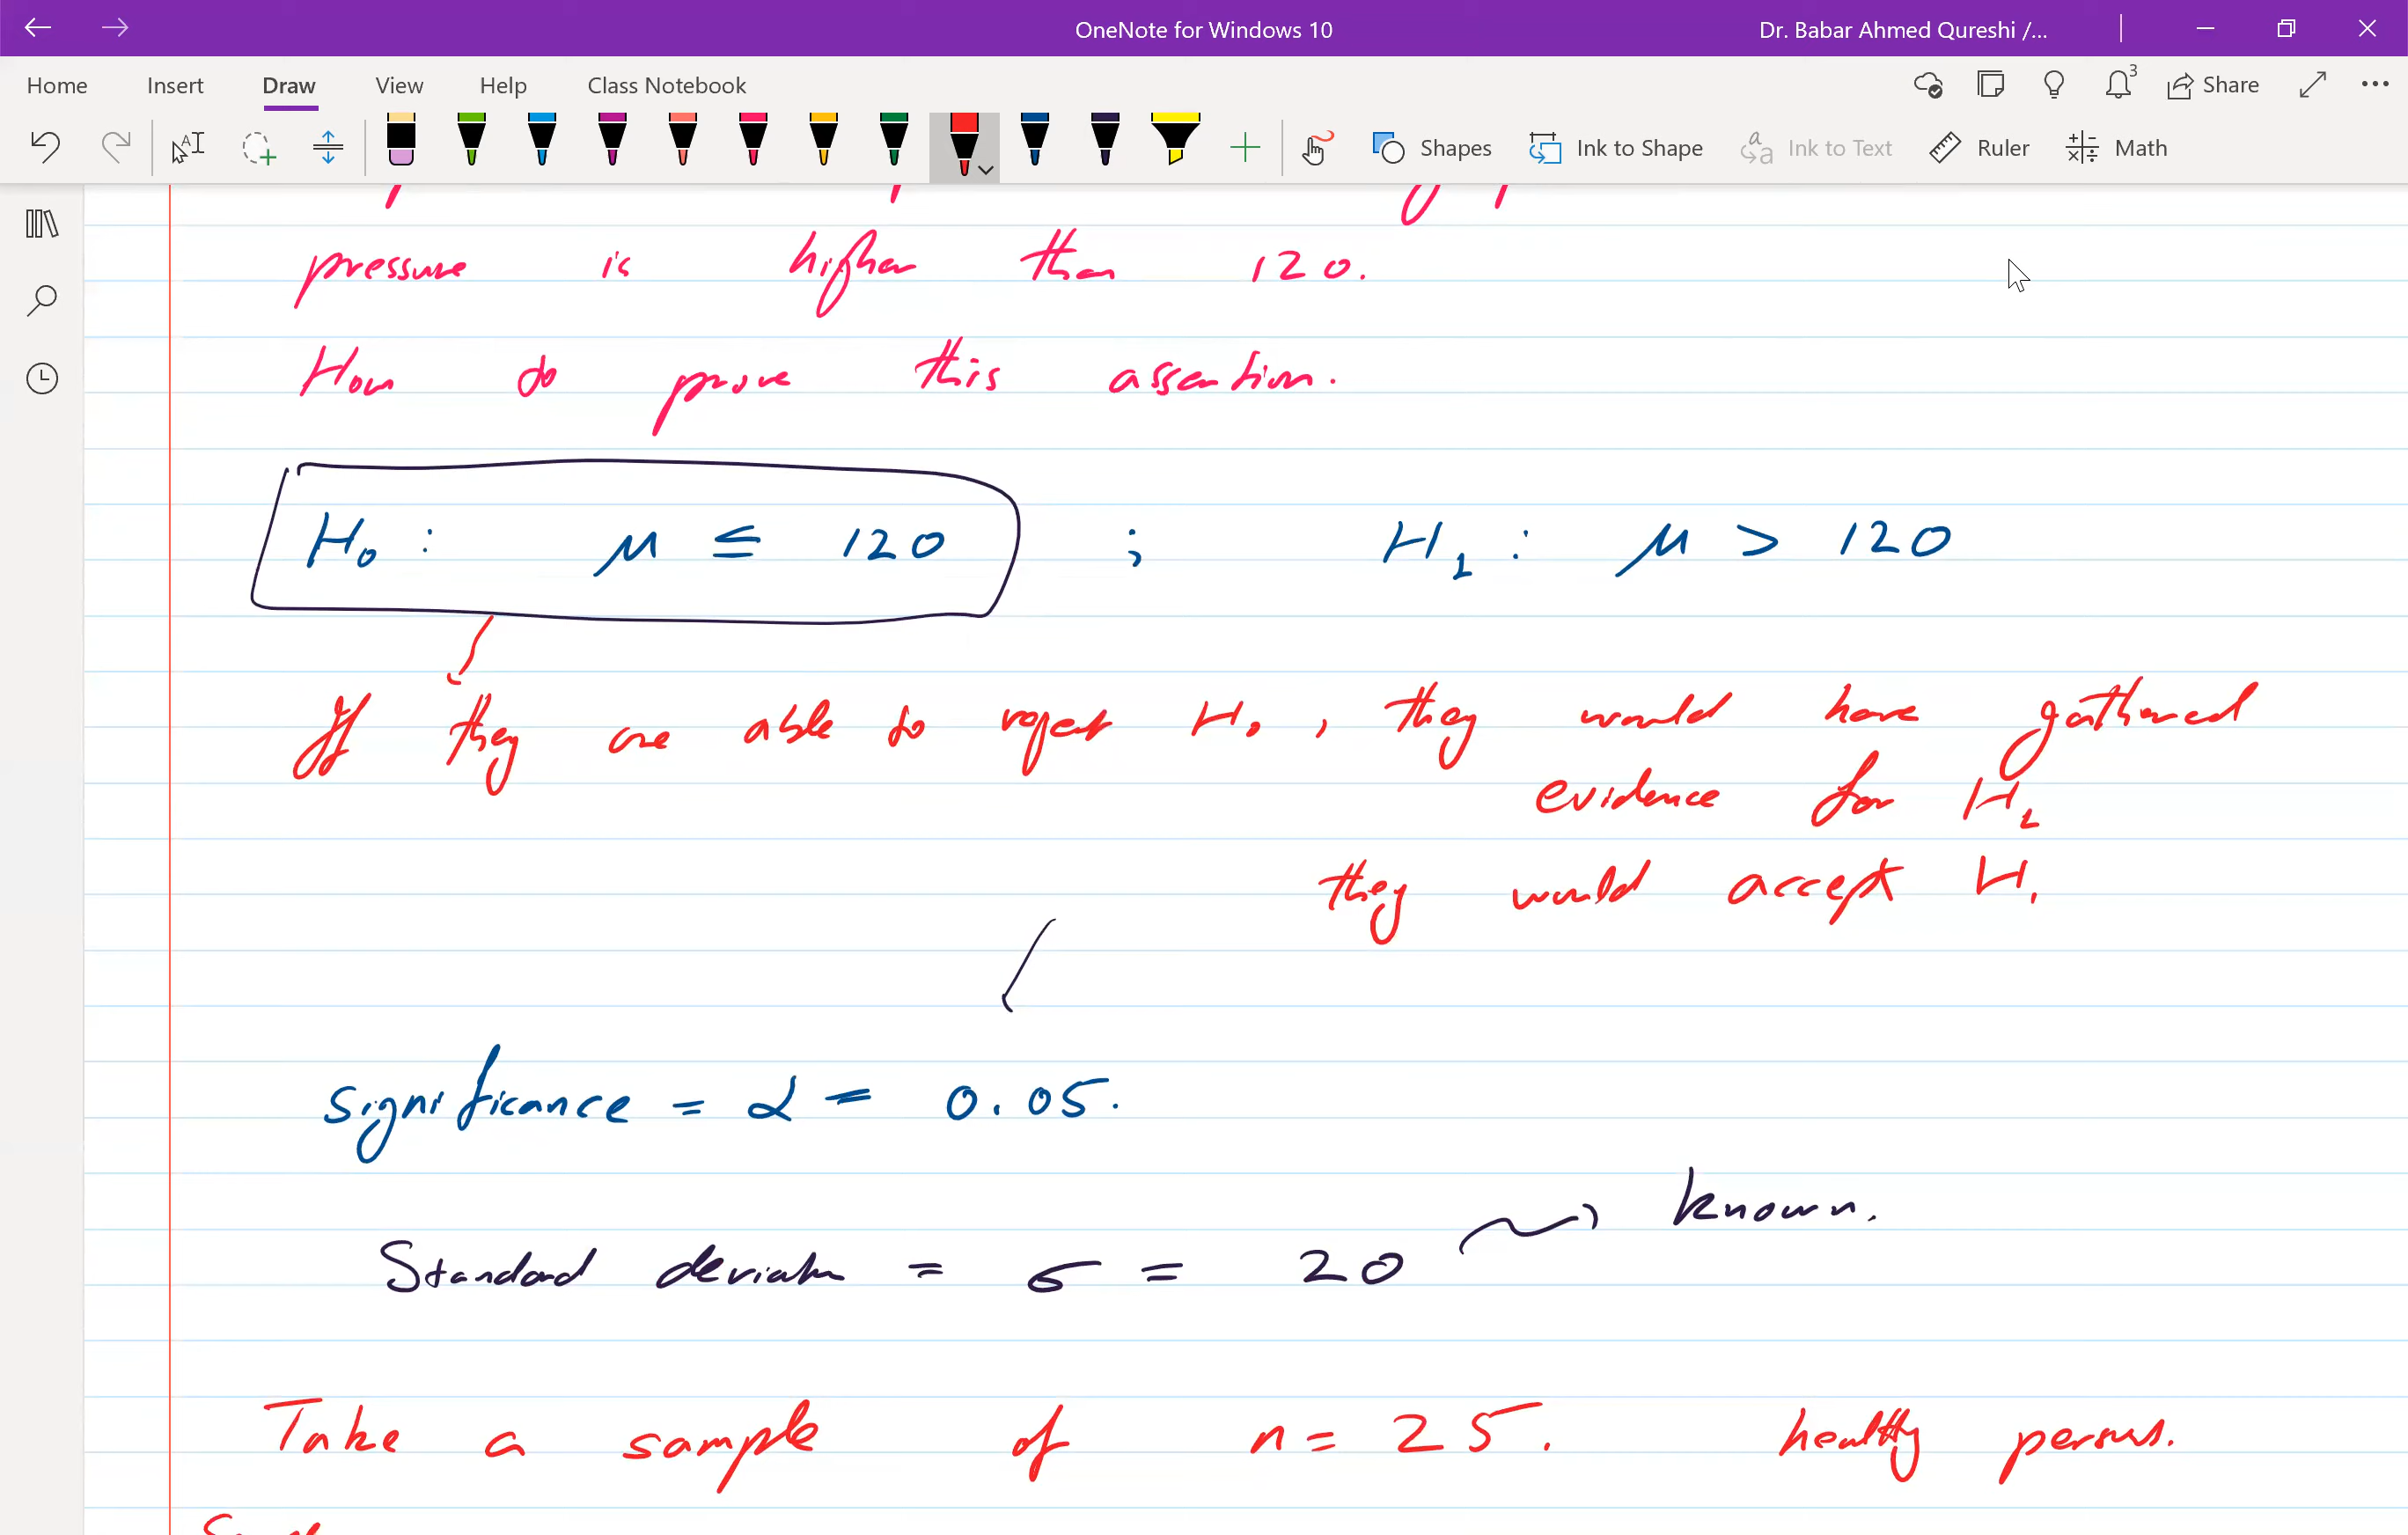 OneNote for Windows 10
Dr. Babar Ahmed Qureshi /...
Home Insert Draw View Help Class Notebook
3 Share
Shapes Ink to Shape Ink to Text Ruler Math
pressure is higher than 120.
How do prove this assertion.
H₀ : μ ≤ 120 ; H₁ : μ > 120
If they are able to reject H₀ , they would have gathered
evidence for H₁
they would accept H₁
significance = α = 0.05.
known.
Standard deviatn = σ = 20
Take a sample of n = 25. healthy persons.